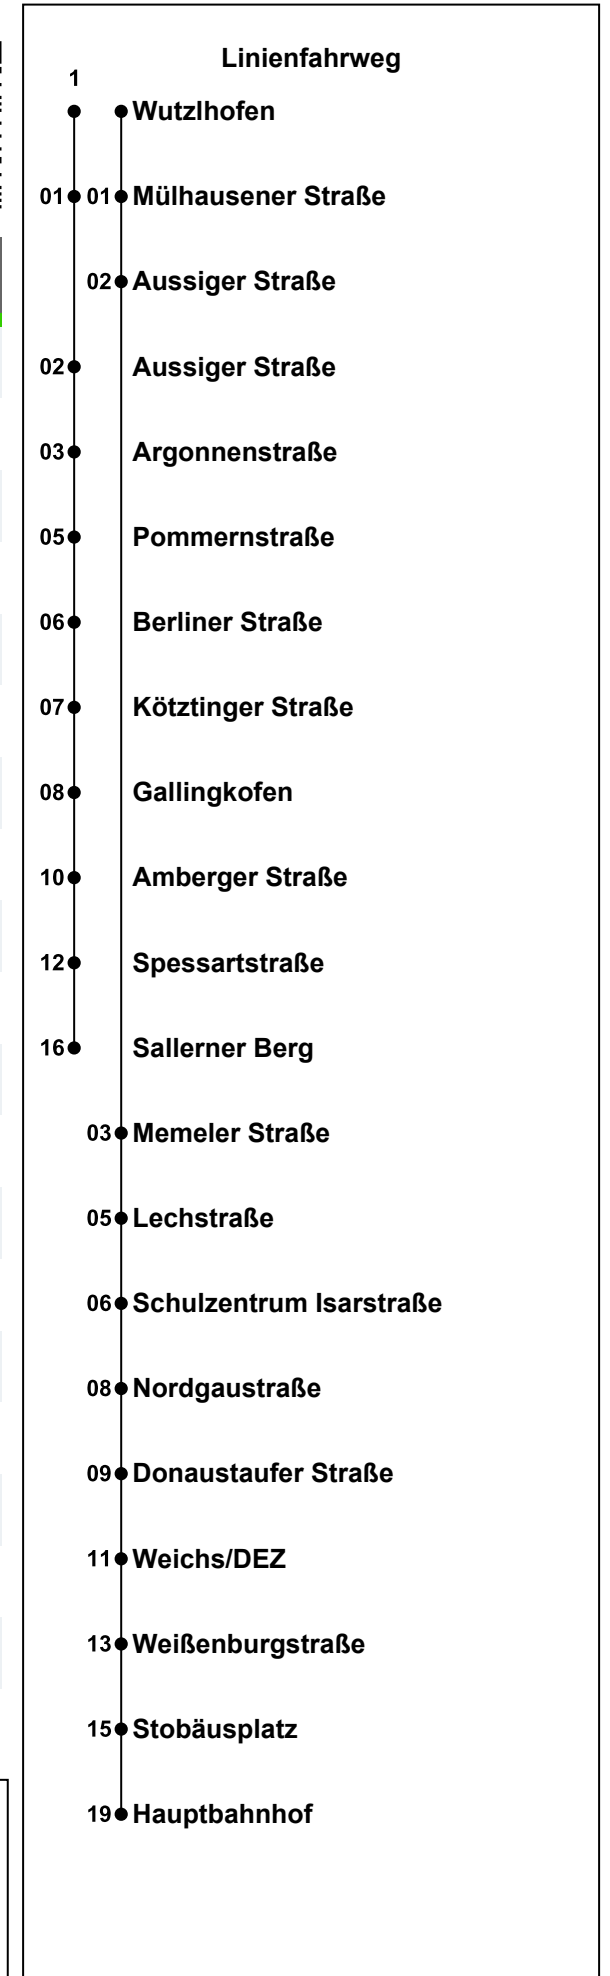 Linienfahrweg
1
Wutzlhofen
01 01 Mülhausener Straße
02 Aussiger Straße
02 Aussiger Straße
03 Argonnenstraße
05 Pommernstraße
06 Berliner Straße
07 Kötztinger Straße
08 Gallingkofen
10 Amberger Straße
12 Spessartstraße
16 Sallerner Berg
03 Memeler Straße
05 Lechstraße
06 Schulzentrum Isarstraße
08 Nordgaustraße
09 Donaustaufer Straße
11 Weichs/DEZ
13 Weißenburgstraße
15 Stobäusplatz
19 Hauptbahnhof